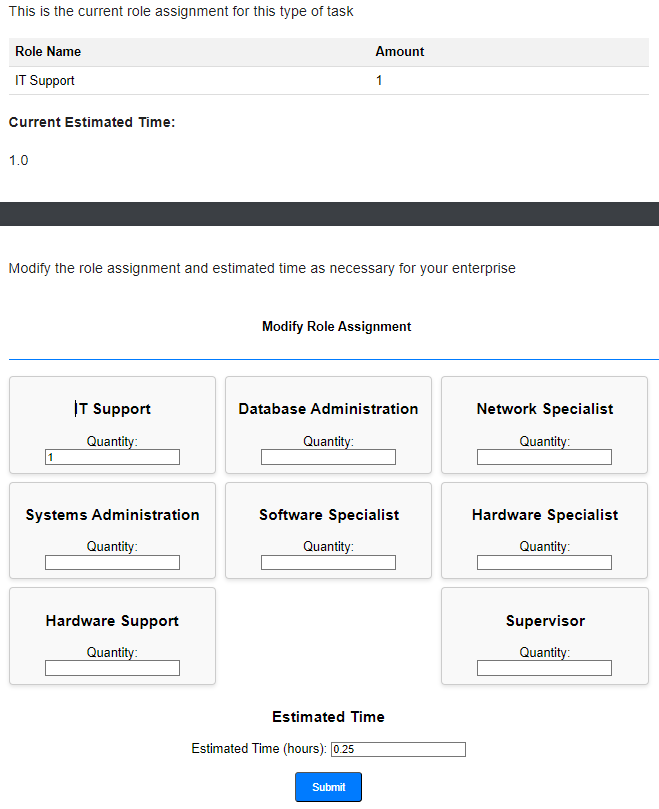 This is the current role assignment for this type of task
Role Name Amount
IT Support 1
Current Estimated Time:
1.0
Modify the role assignment and estimated time as necessary for your enterprise
Modify Role Assignment
IT Support Database Administration Network Specialist
Quantity: Quantity: Quantity:
1
Systems Administration Software Specialist Hardware Specialist
Quantity: Quantity: Quantity:
Hardware Support Supervisor
Quantity: Quantity:
Estimated Time
Estimated Time (hours): 0.25
Submit